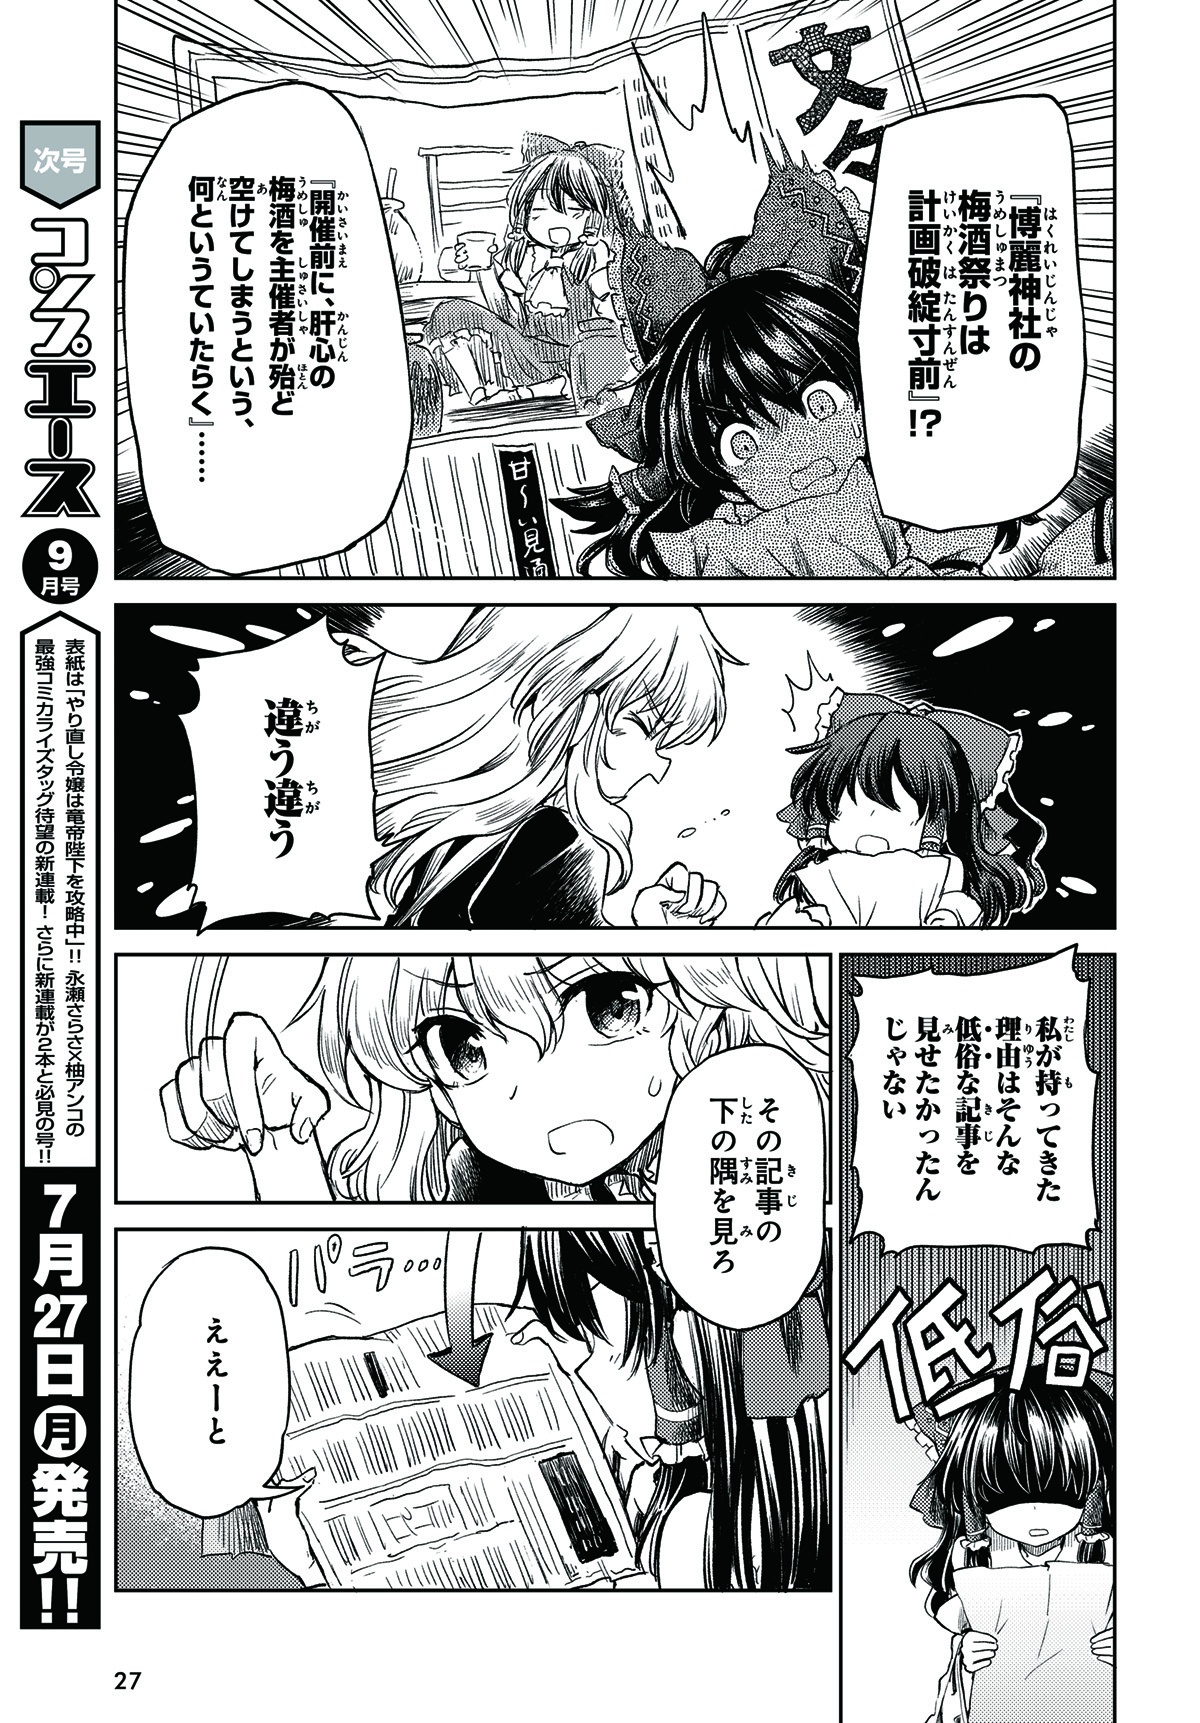 『博麗神社の
梅酒祭りは
計画破綻寸前』!?
『開催前に、肝心の
梅酒を主催者が殆ど
空けてしまうという、
何というていたらく』……
文
甘〜い見通
違う違う
私が持ってきた
理由はそんな
低俗な記事を
見せたかったん
じゃない
低俗
その記事の
下の隅を見ろ
パラ…
ええーと
次号
コンプエース
9
月号
表紙は「やり直し令嬢は竜帝陛下を攻略中」!! 永瀬さらさ×柚アンコの
最強コミカライズタッグ待望の新連載! さらに新連載が2本と必見の号!!
7月27日(月)発売!!
27